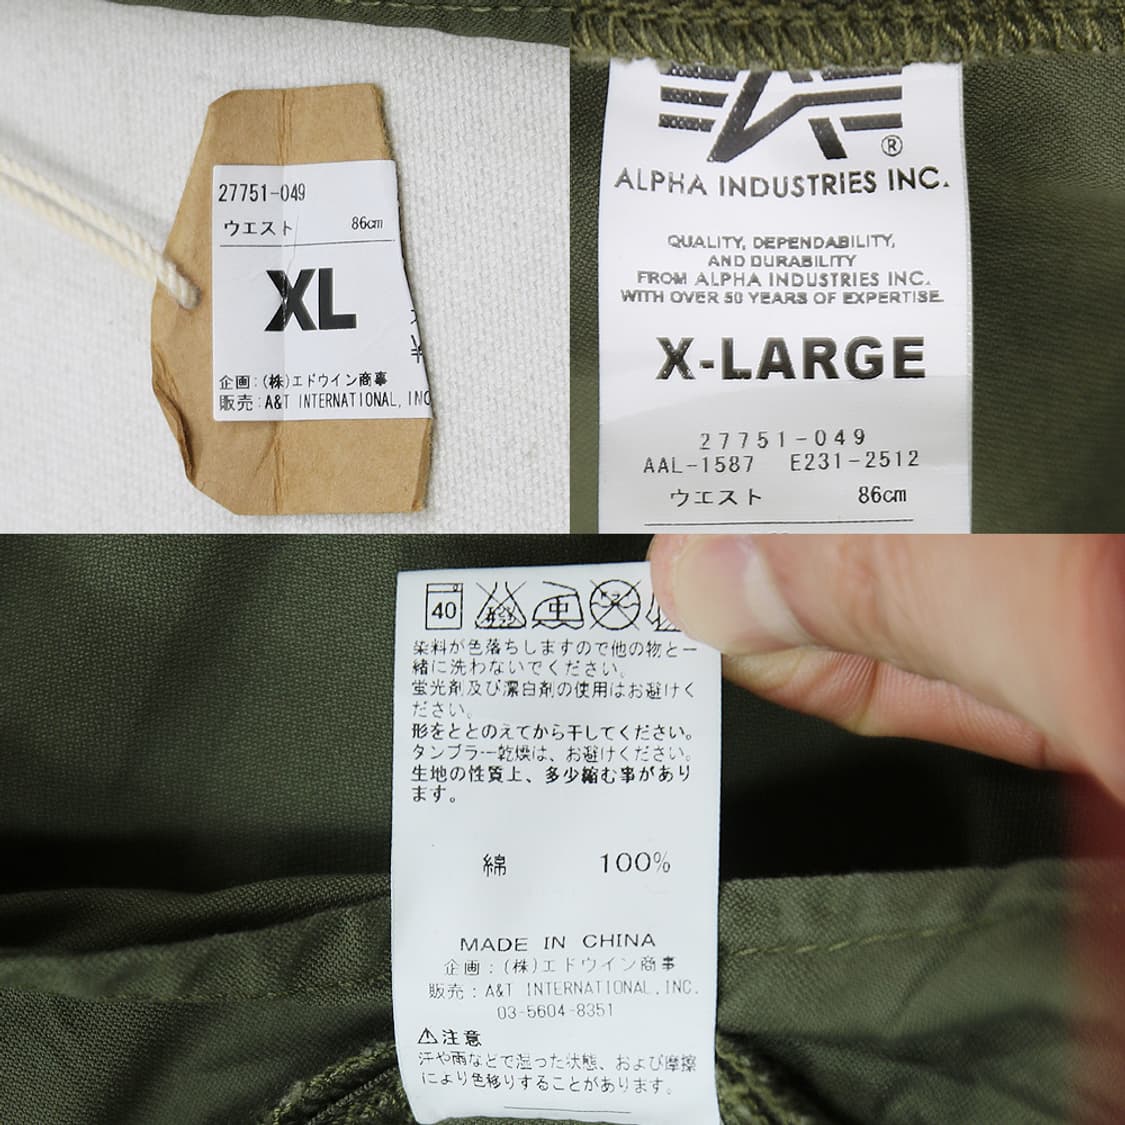 27751-049
ウエスト 86cm
XL
¥
企画:(株)エドウイン商事
販売:A&T INTERNATIONAL, INC
®
ALPHA INDUSTRIES INC.
QUALITY, DEPENDABILITY,
AND DURABILITY
FROM ALPHA INDUSTRIES INC.
WITH OVER 50 YEARS OF EXPERTISE.
X-LARGE
27751-049
AAL-1587 E231-2512
ウエスト 86cm
40 中
染料が色落ちしますので他の物と一
緒に洗わないでください。
蛍光剤及び漂白剤の使用はお避けく
ださい。
形をととのえてから干してください。
タンブラー乾燥は、お避けください。
生地の性質上、多少縮む事があり
ます。
綿 100%
MADE IN CHINA
企画:(株)エドウイン商事
販売:A&T INTERNATIONAL, INC.
03-5604-8351
⚠注意
汗や雨などで湿った状態、および摩擦
により色移りすることがあります。